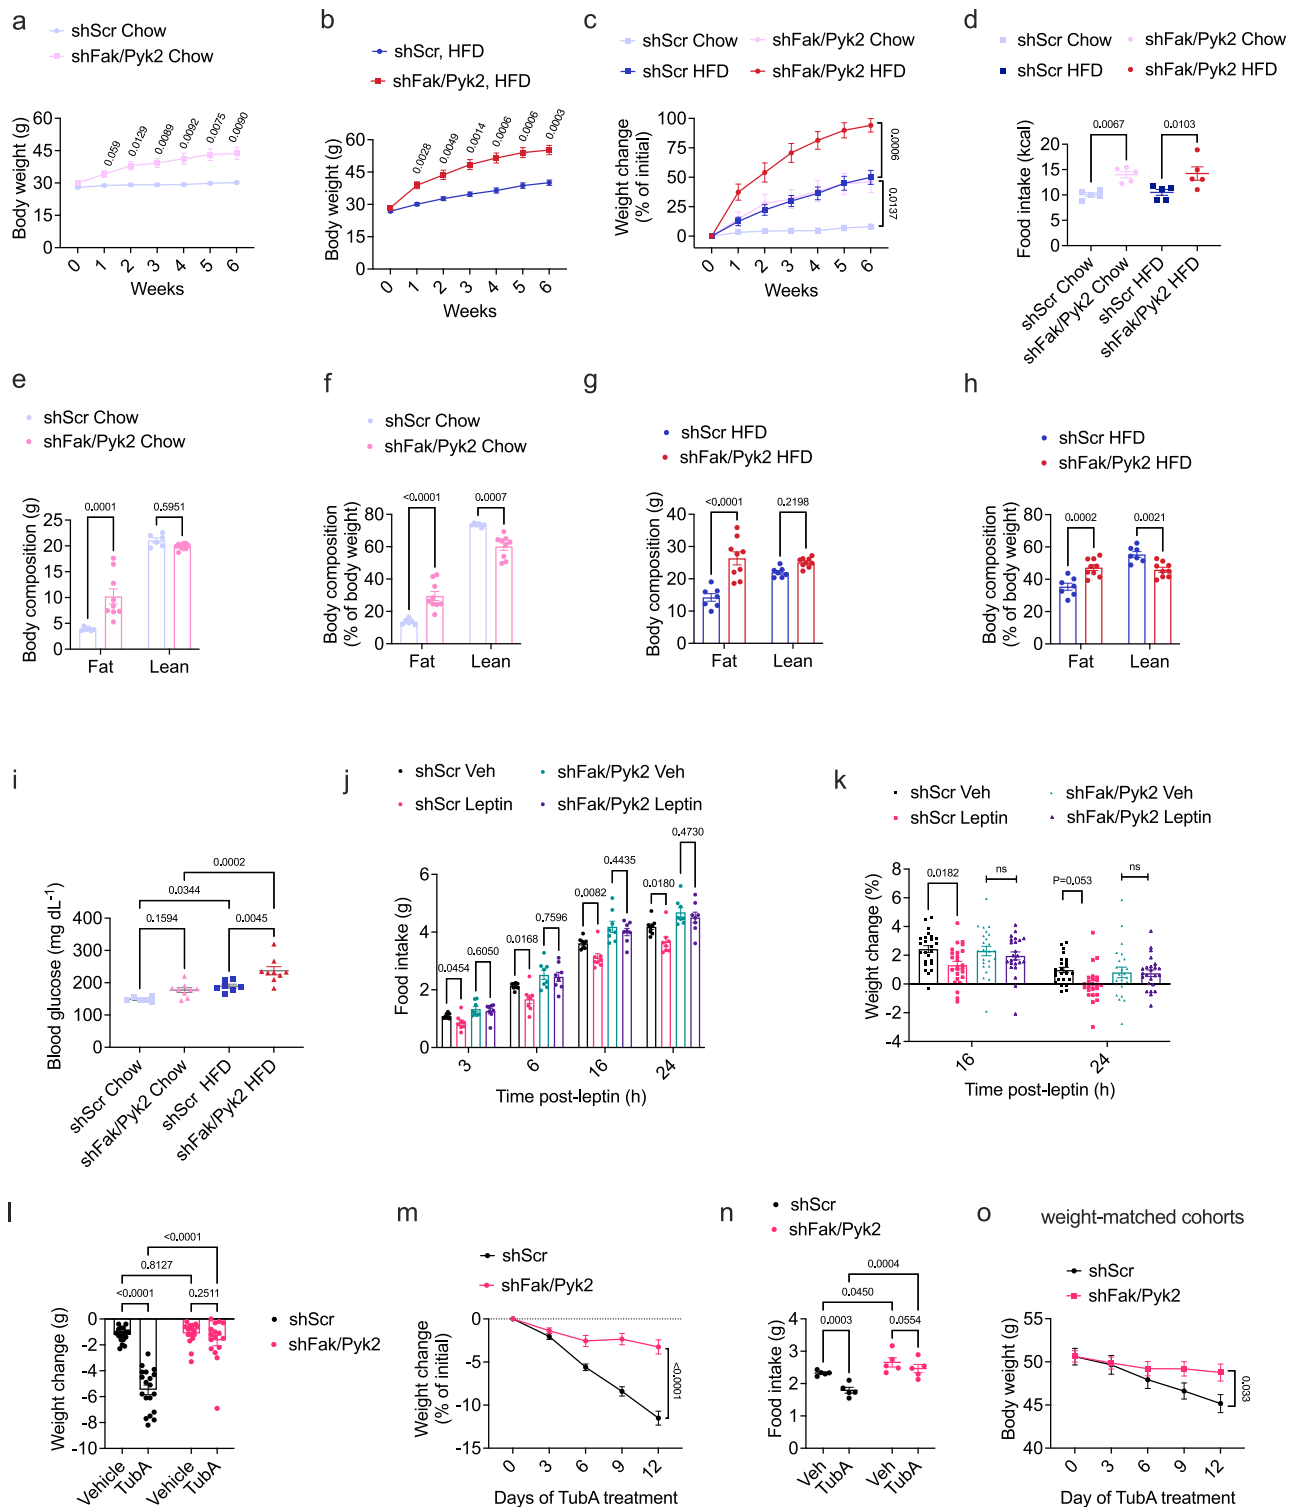 a
shScr Chow
shFak/Pyk2 Chow
Body weight (g)
60
45
30
15
0
0.059
0.0129
0.0089
0.0092
0.0075
0.0090
0
1
2
3
4
5
6
Weeks
b
shScr, HFD
shFak/Pyk2, HFD
Body weight (g)
60
45
30
15
0
0.0028
0.0049
0.0014
0.0006
0.0006
0.0003
0
1
2
3
4
5
6
Weeks
c
shScr Chow
shFak/Pyk2 Chow
shScr HFD
shFak/Pyk2 HFD
Weight change
(% of initial)
100
75
50
25
0
0.0006
0.0137
0
1
2
3
4
5
6
Weeks
d
shScr Chow
shFak/Pyk2 Chow
shScr HFD
shFak/Pyk2 HFD
0.0067
0.0103
Food intake (kcal)
20
15
10
5
0
shScr Chow
shFak/Pyk2 Chow
shScr HFD
shFak/Pyk2 HFD
e
shScr Chow
shFak/Pyk2 Chow
0.0001
0.5951
Body composition (g)
25
20
15
10
5
0
Fat
Lean
f
shScr Chow
shFak/Pyk2 Chow
<0.0001
0.0007
Body composition
(% of body weight)
80
60
40
20
0
Fat
Lean
g
shScr HFD
shFak/Pyk2 HFD
<0.0001
0.2198
Body composition (g)
40
30
20
10
0
Fat
Lean
h
shScr HFD
shFak/Pyk2 HFD
0.0002
0.0021
Body composition
(% of body weight)
80
60
40
20
0
Fat
Lean
i
0.0002
0.0344
0.1594
0.0045
Blood glucose (mg dL⁻¹)
400
300
200
100
0
shScr Chow
shFak/Pyk2 Chow
shScr HFD
shFak/Pyk2 HFD
j
shScr Veh
shFak/Pyk2 Veh
shScr Leptin
shFak/Pyk2 Leptin
0.0454
0.6050
0.0168
0.7596
0.0082
0.4435
0.0180
0.4730
Food intake (g)
6
4
2
0
3
6
16
24
Time post-leptin (h)
k
shScr Veh
shFak/Pyk2 Veh
shScr Leptin
shFak/Pyk2 Leptin
0.0182
ns
P=0.053
ns
Weight change (%)
8
6
4
2
0
-2
-4
16
24
Time post-leptin (h)
l
<0.0001
0.8127
<0.0001
0.2511
shScr
shFak/Pyk2
Weight change (g)
0
-2
-4
-6
-8
-10
Vehicle
TubA
Vehicle
TubA
m
shScr
shFak/Pyk2
Weight change
(% of initial)
0
-5
-10
-15
<0.0001
0
3
6
9
12
Days of TubA treatment
n
shScr
shFak/Pyk2
0.0004
0.0450
0.0003
0.0554
Food intake (g)
4
3
2
1
0
Veh
TubA
Veh
TubA
o
weight-matched cohorts
shScr
shFak/Pyk2
Body weight (g)
55
50
45
40
0.033
0
3
6
9
12
Days of TubA treatment